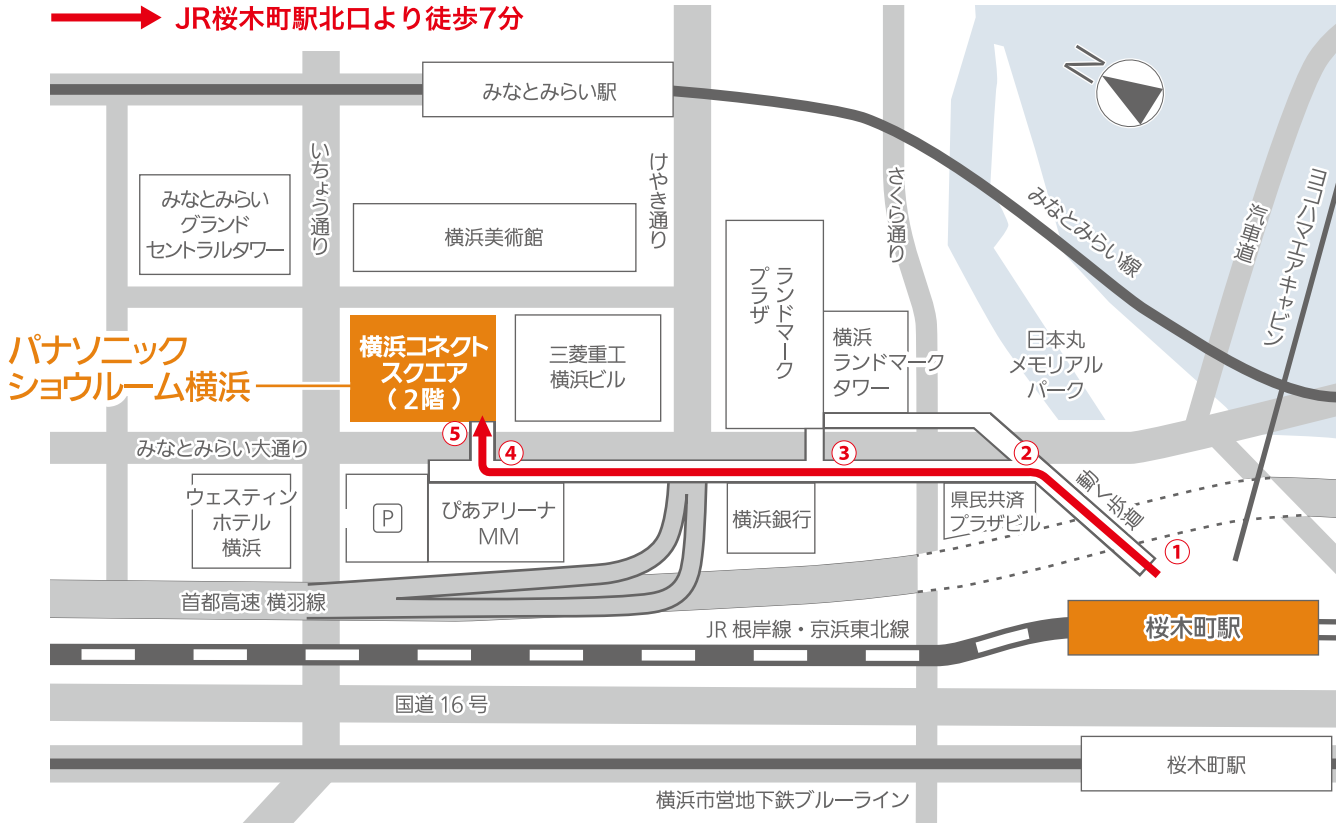 JR桜木町駅北口より徒歩7分
みなとみらい駅
N
いちょう通り
けやき通り
さくら通り
みなとみらい線
汽車道
ヨコハマエアキャビン
みなとみらい
グランド
セントラルタワー
横浜美術館
ランドマーク
プラザ
横浜
ランドマーク
タワー
日本丸
メモリアル
パーク
パナソニック
ショウルーム横浜
横浜コネクト
スクエア
(2階)
三菱重工
横浜ビル
みなとみらい大通り
⑤
④
③
②
①
動く歩道
ウェスティン
ホテル
横浜
P
ぴあアリーナ
MM
横浜銀行
県民共済
プラザビル
首都高速 横羽線
JR 根岸線・京浜東北線
桜木町駅
国道16号
桜木町駅
横浜市営地下鉄ブルーライン